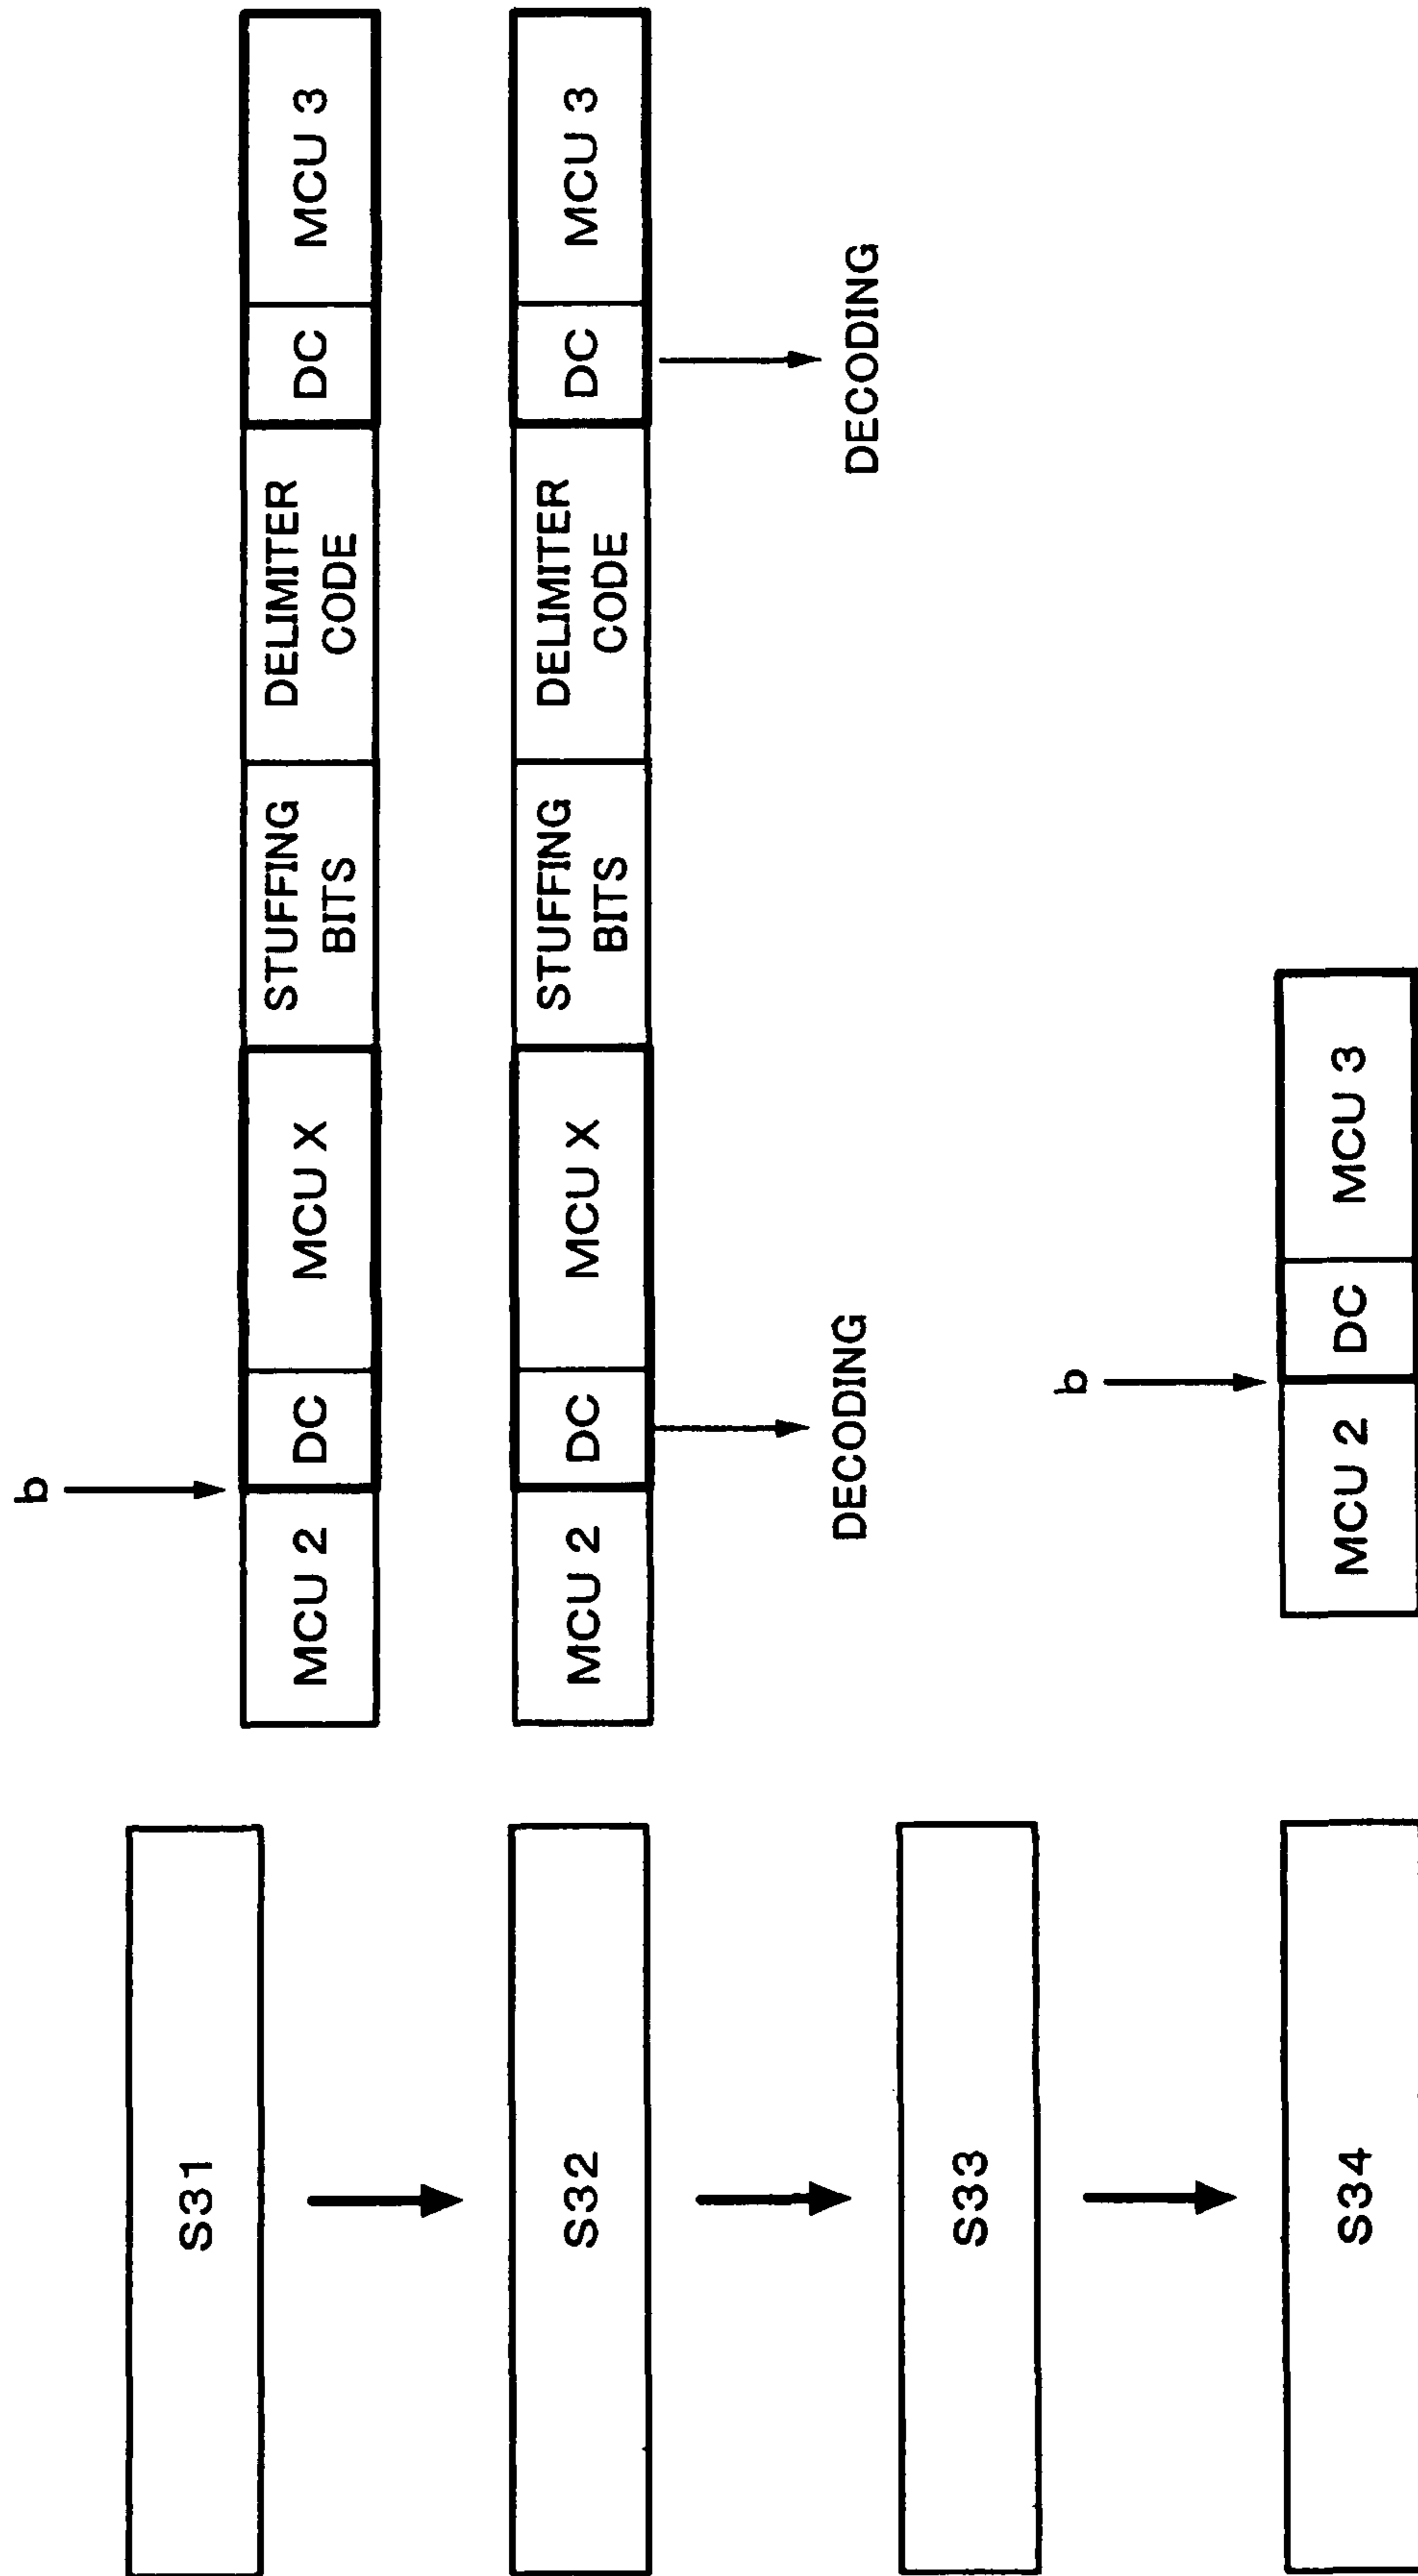 b
S31
MCU 2
DC
MCU X
STUFFING
BITS
DELIMITER
CODE
DC
MCU 3
S32
MCU 2
DC
MCU X
STUFFING
BITS
DELIMITER
CODE
DC
MCU 3
DECODING
DECODING
S33
b
S34
MCU 2
DC
MCU 3